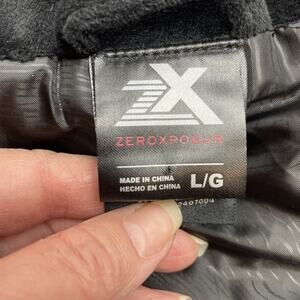 ZX
ZEROXPOSUR
MADE IN CHINA
HECHO EN CHINA
L/G